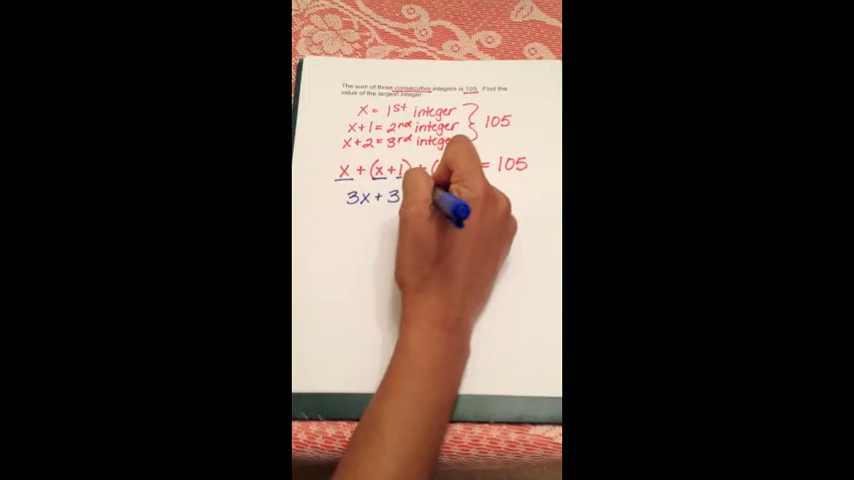 The sum of three consecutive integers is 105. Find the
value of the largest integer.
x = 1st integer
x+1 = 2nd integer } 105
x+2 = 3rd
x + (x+1) + ( = 105
3x + 3